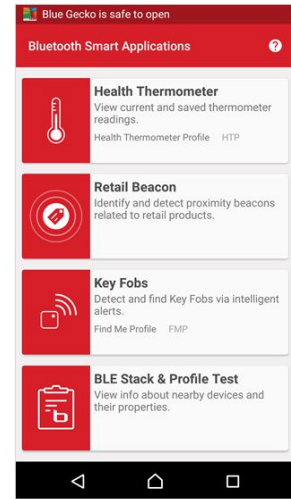 Blue Gecko is safe to open
Bluetooth Smart Applications ?
Health Thermometer
View current and saved thermometer
readings.
Health Thermometer Profile HTP
Retail Beacon
Identify and detect proximity beacons
related to retail products.
Key Fobs
Detect and find Key Fobs via intelligent
alerts.
Find Me Profile FMP
BLE Stack & Profile Test
View info about nearby devices and
their properties.